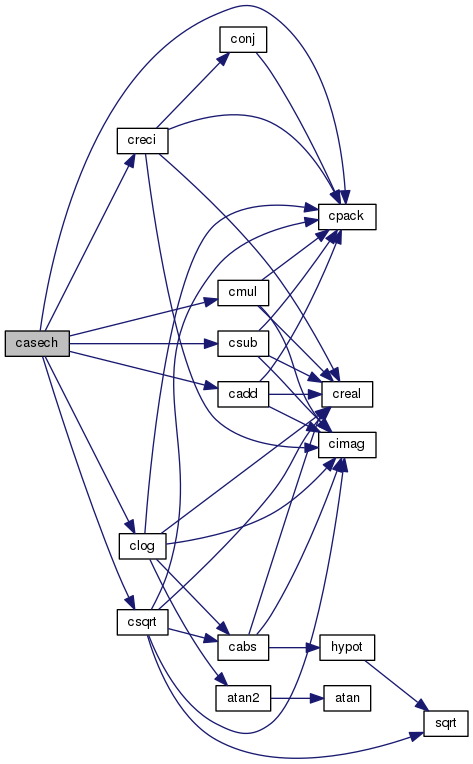 conj
creci
cpack
cmul
casech
csub
cadd
creal
cimag
clog
csqrt
cabs
hypot
atan2
atan
sqrt